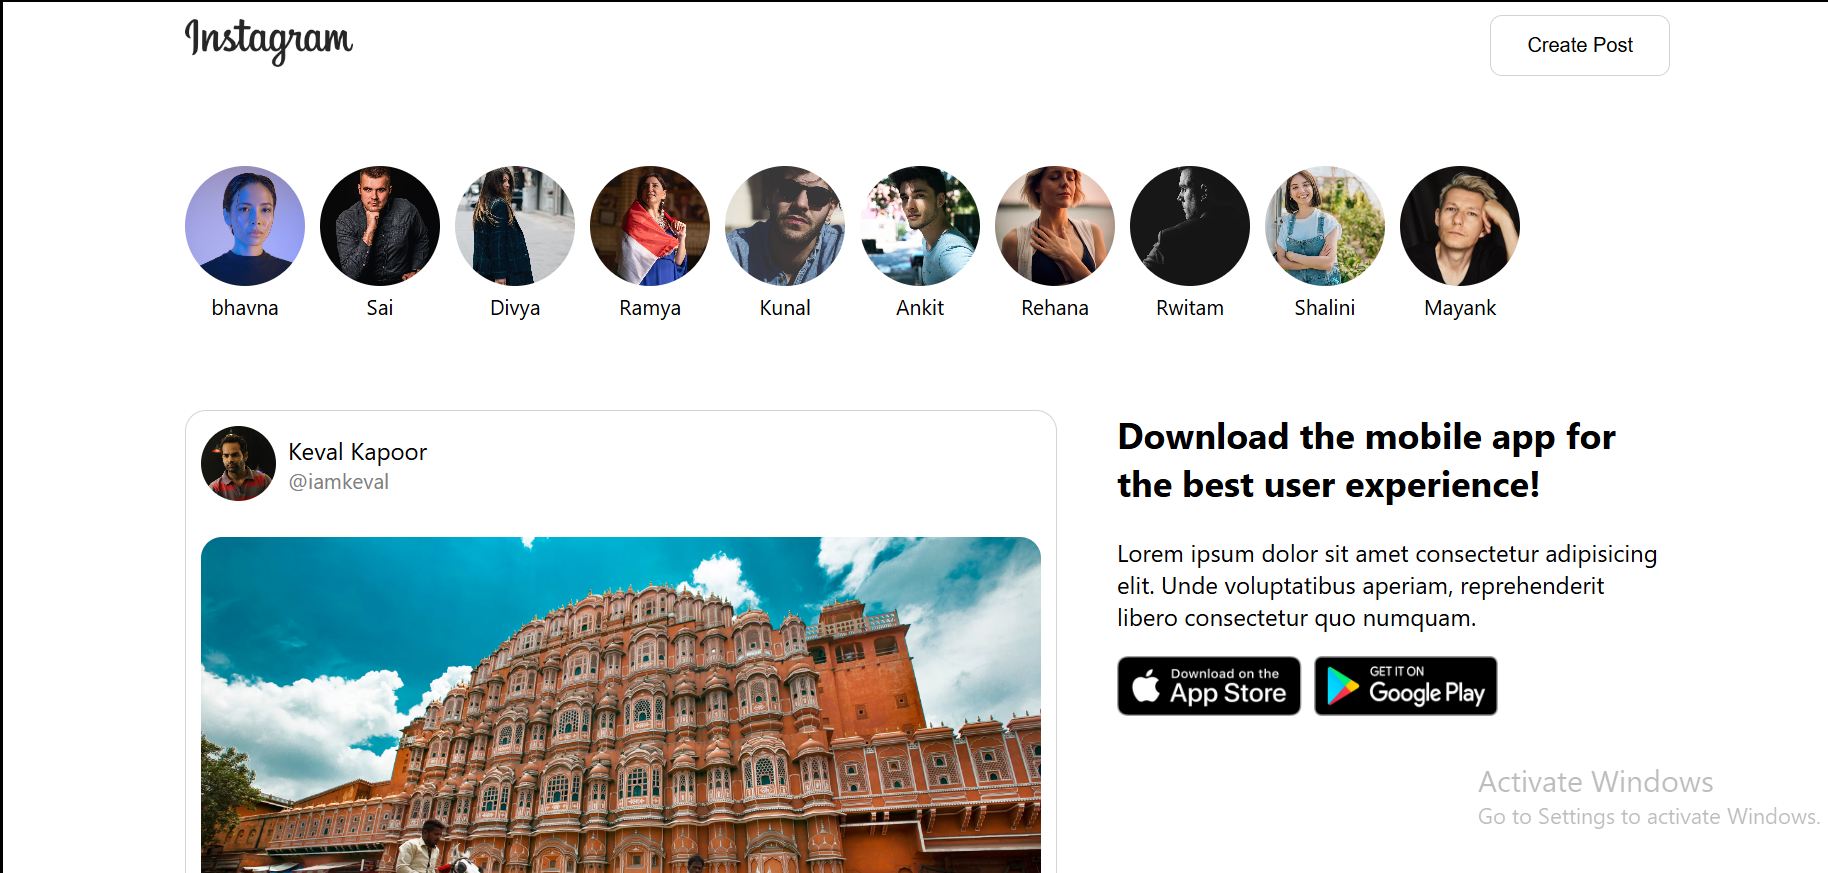 Instagram
Create Post
bhavna
Sai
Divya
Ramya
Kunal
Ankit
Rehana
Rwitam
Shalini
Mayank
Keval Kapoor
@iamkeval
Download the mobile app for
the best user experience!
Lorem ipsum dolor sit amet consectetur adipisicing
elit. Unde voluptatibus aperiam, reprehenderit
libero consectetur quo numquam.
Download on the
App Store
GET IT ON
Google Play
Activate Windows
Go to Settings to activate Windows.